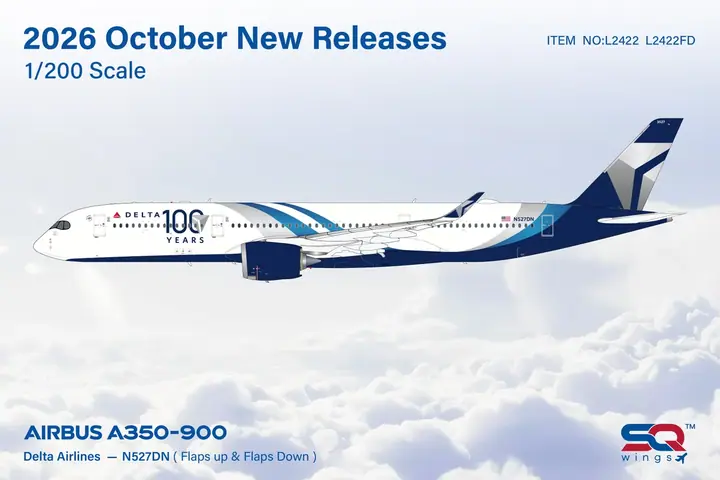 2026 October New Releases
1/200 Scale
ITEM NO:L2422 L2422FD
DELTA 100
YEARS
N527DN
AIRBUS A350-900
Delta Airlines — N527DN ( Flaps up & Flaps Down )
SQ™
wings